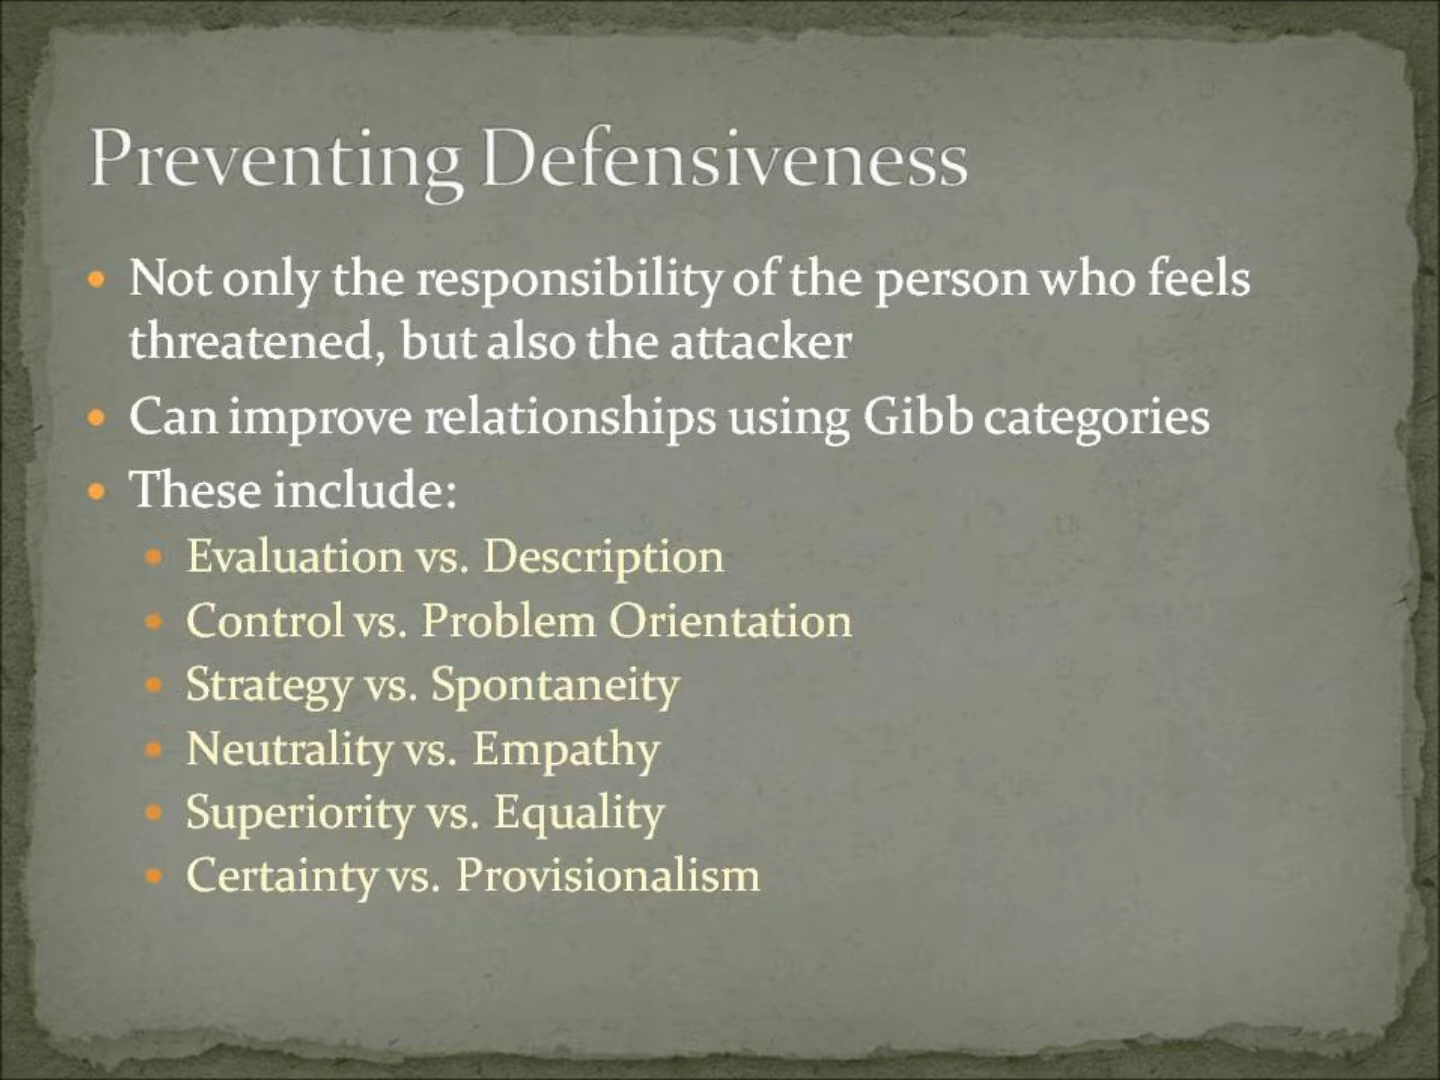 Preventing Defensiveness
• Not only the responsibility of the person who feels
threatened, but also the attacker
• Can improve relationships using Gibb categories
• These include:
• Evaluation vs. Description
• Control vs. Problem Orientation
• Strategy vs. Spontaneity
• Neutrality vs. Empathy
• Superiority vs. Equality
• Certainty vs. Provisionalism